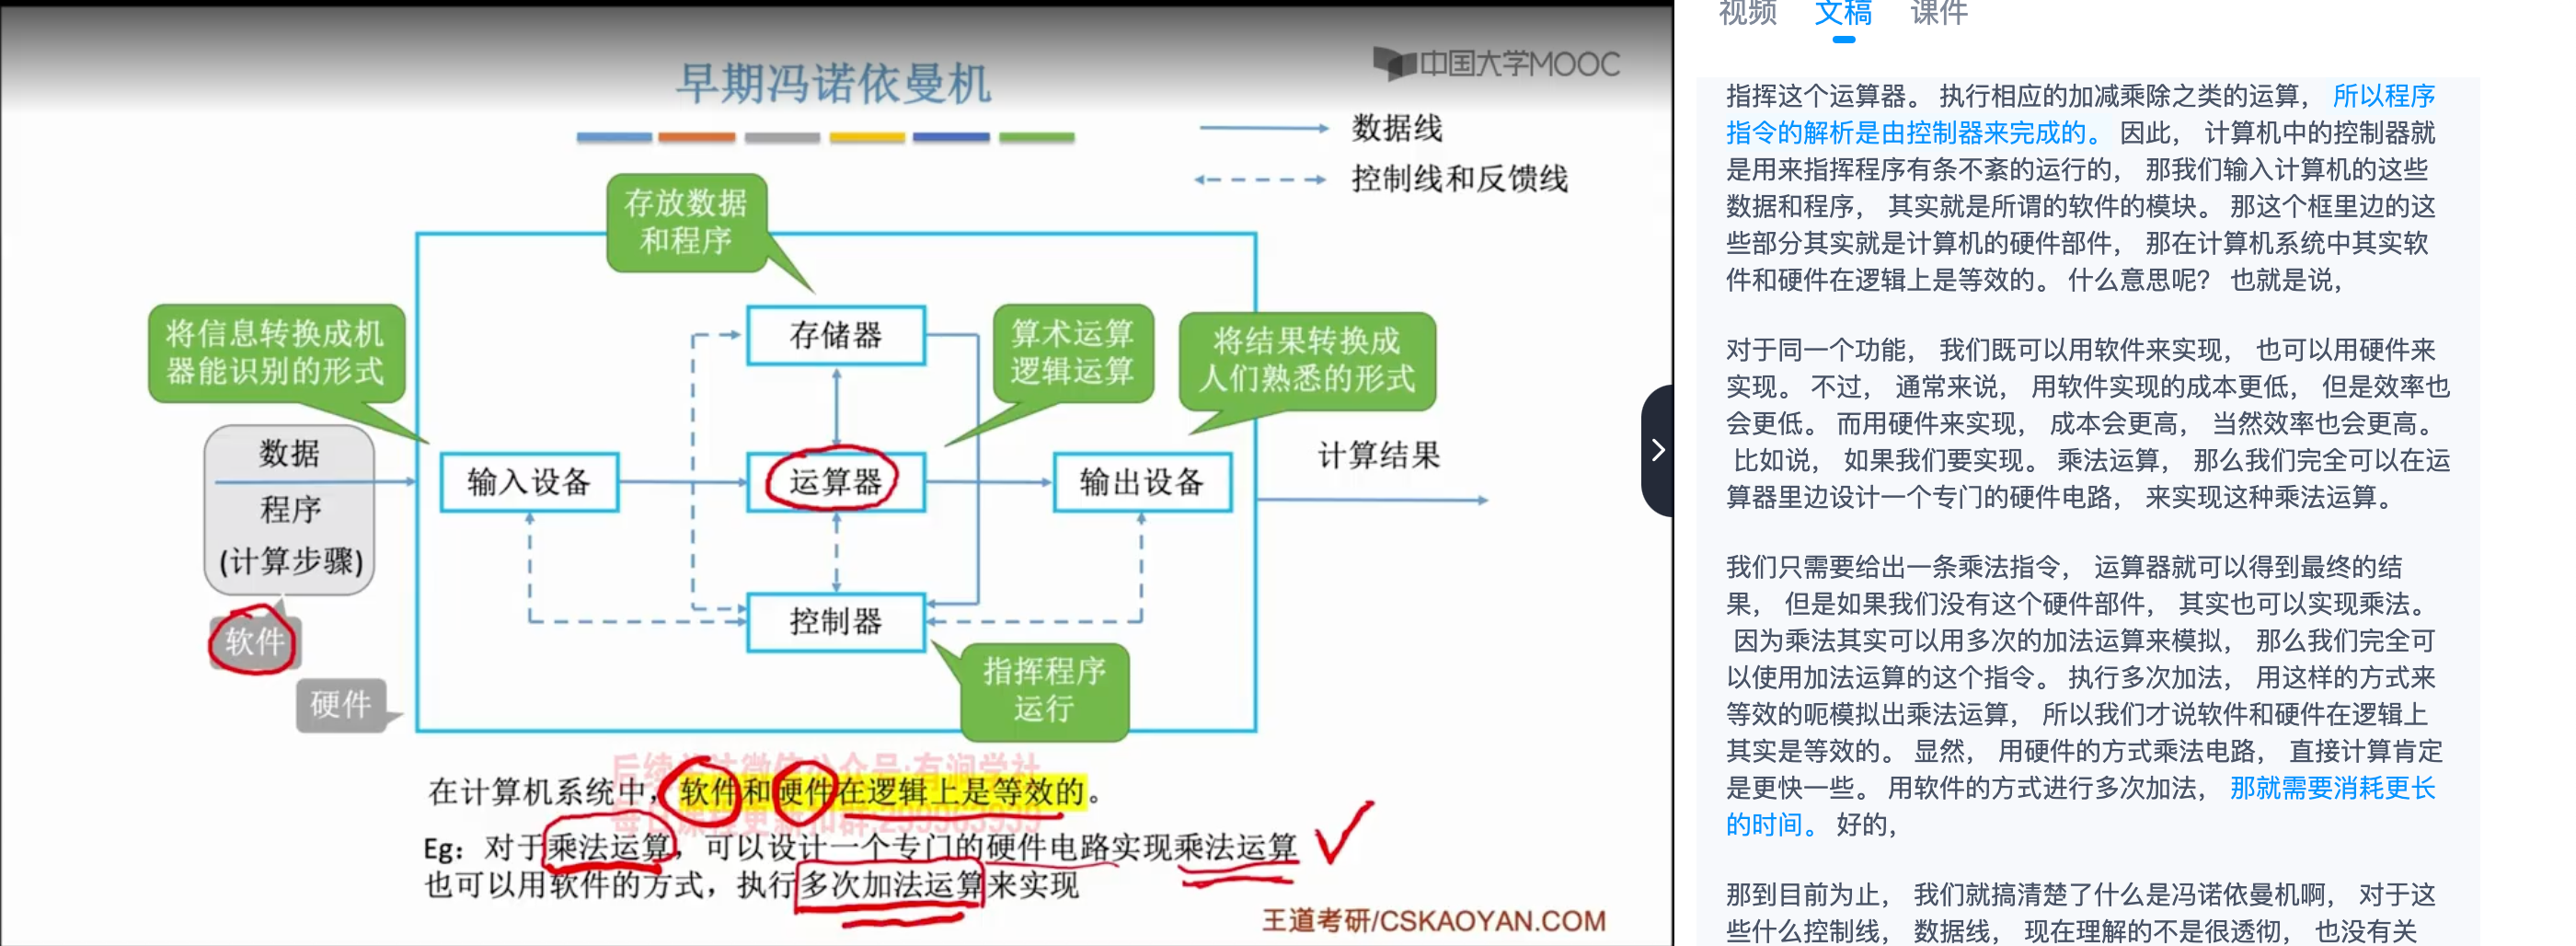 早期冯诺依曼机
中国大学MOOC
数据线
控制线和反馈线
存放数据
和程序
将信息转换成机
器能识别的形式
存储器
算术运算
逻辑运算
将结果转换成
人们熟悉的形式
数据
程序
(计算步骤)
输入设备
运算器
输出设备
计算结果
控制器
指挥程序
运行
软件
硬件
在计算机系统中，软件和硬件在逻辑上是等效的。
Eg：对于乘法运算，可以设计一个专门的硬件电路实现乘法运算
也可以用软件的方式，执行多次加法运算来实现
王道考研/CSKAOYAN.COM
视频 文稿 课件
指挥这个运算器。 执行相应的加减乘除之类的运算， 所以程序
指令的解析是由控制器来完成的。 因此， 计算机中的控制器就
是用来指挥程序有条不紊的运行的， 那我们输入计算机的这些
数据和程序， 其实就是所谓的软件的模块。 那这个框里边的这
些部分其实就是计算机的硬件部件， 那在计算机系统中其实软
件和硬件在逻辑上是等效的。 什么意思呢？ 也就是说，
对于同一个功能， 我们既可以用软件来实现， 也可以用硬件来
实现。 不过， 通常来说， 用软件实现的成本更低， 但是效率也
会更低。 而用硬件来实现， 成本会更高， 当然效率也会更高。
比如说， 如果我们要实现。 乘法运算， 那么我们完全可以在运
算器里边设计一个专门的硬件电路， 来实现这种乘法运算。
我们只需要给出一条乘法指令， 运算器就可以得到最终的结
果， 但是如果我们没有这个硬件部件， 其实也可以实现乘法。
因为乘法其实可以用多次的加法运算来模拟， 那么我们完全可
以使用加法运算的这个指令。 执行多次加法， 用这样的方式来
等效的呃模拟出乘法运算， 所以我们才说软件和硬件在逻辑上
其实是等效的。 显然， 用硬件的方式乘法电路， 直接计算肯定
是更快一些。 用软件的方式进行多次加法， 那就需要消耗更长
的时间。 好的，
那到目前为止， 我们就搞清楚了什么是冯诺依曼机啊， 对于这
些什么控制线， 数据线， 现在理解的不是很透彻， 也没有关